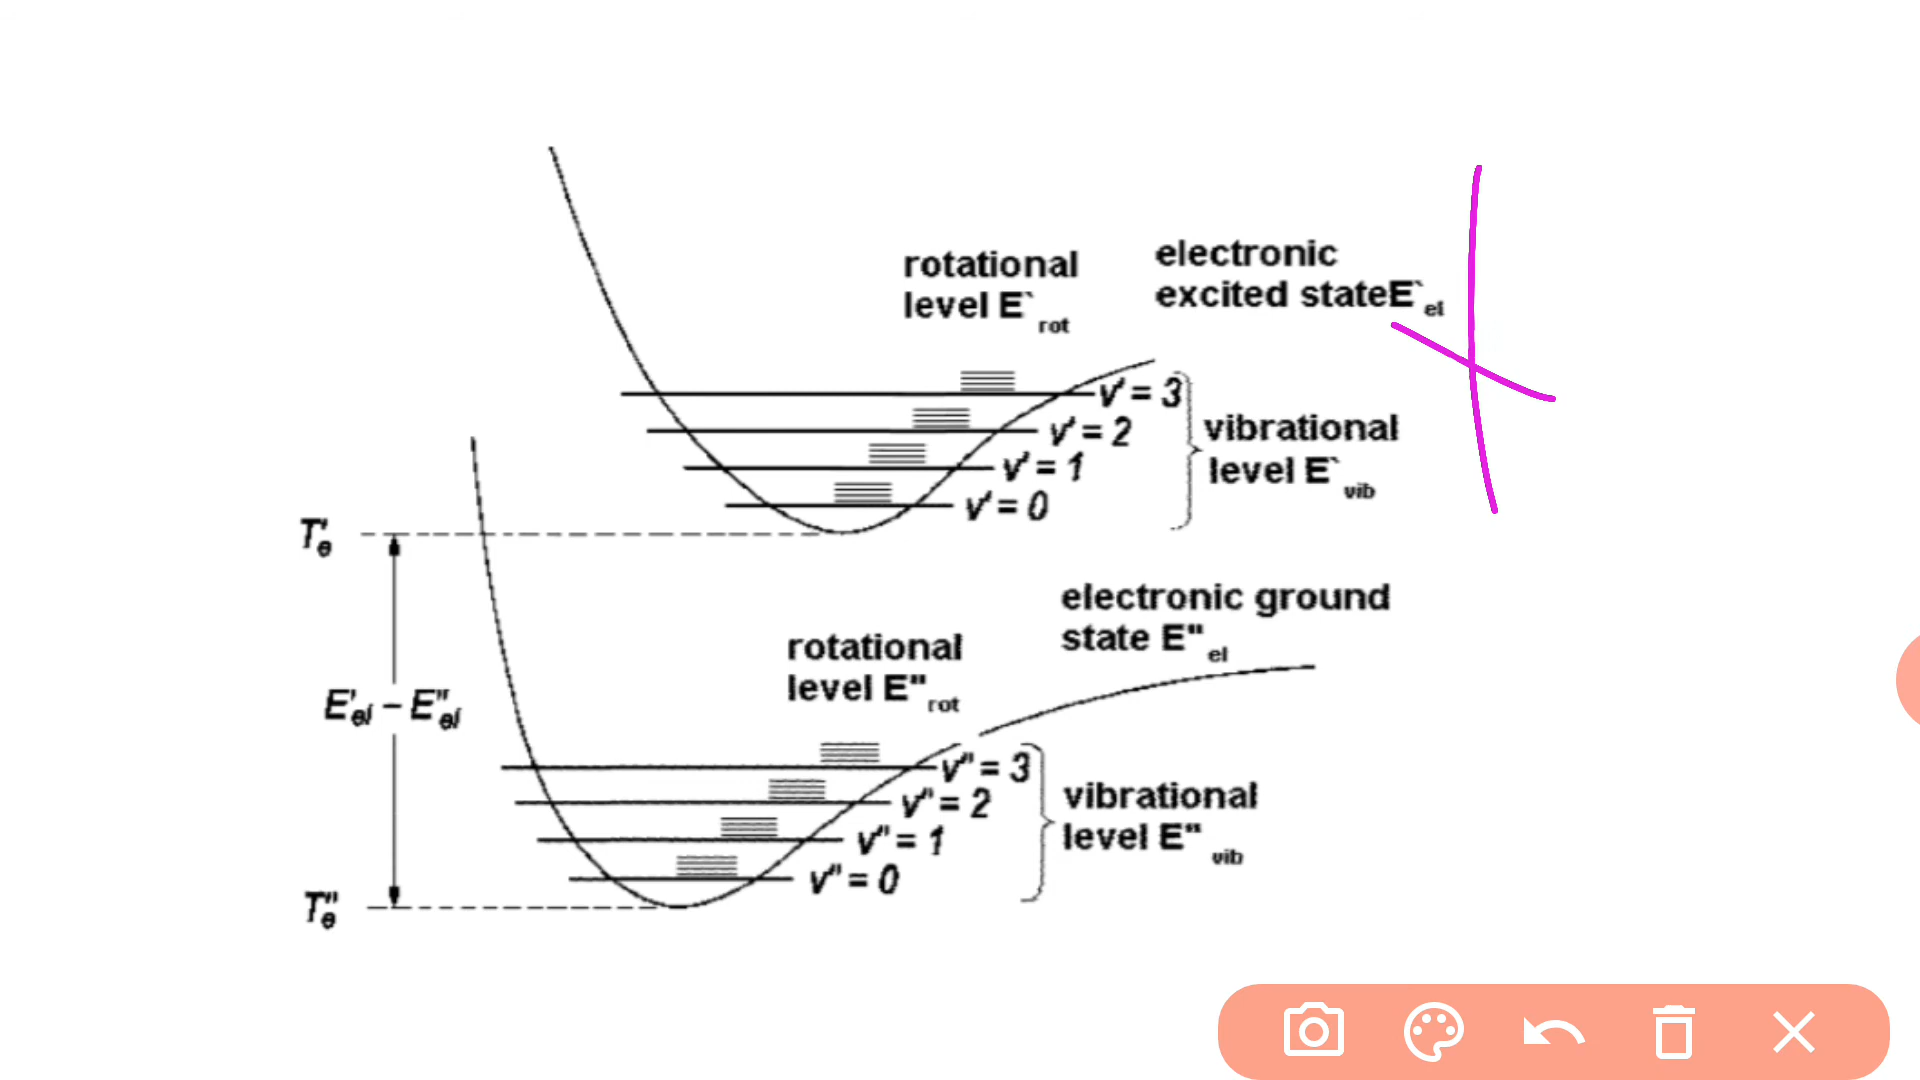 rotational
level E`rot
electronic
excited stateE`el
v' = 3
v' = 2
v' = 1
v' = 0
vibrational
level E`vib
T'e
E'el – E"el
T"e
electronic ground
state E"el
rotational
level E"rot
v" = 3
v" = 2
v" = 1
v" = 0
vibrational
level E"vib